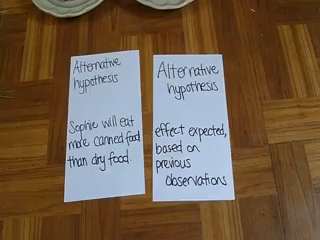 Alternative
hypothesis
Sophie will eat
more canned food
than dry food.
Alternative
hypothesis
effect expected,
based on
previous
observations